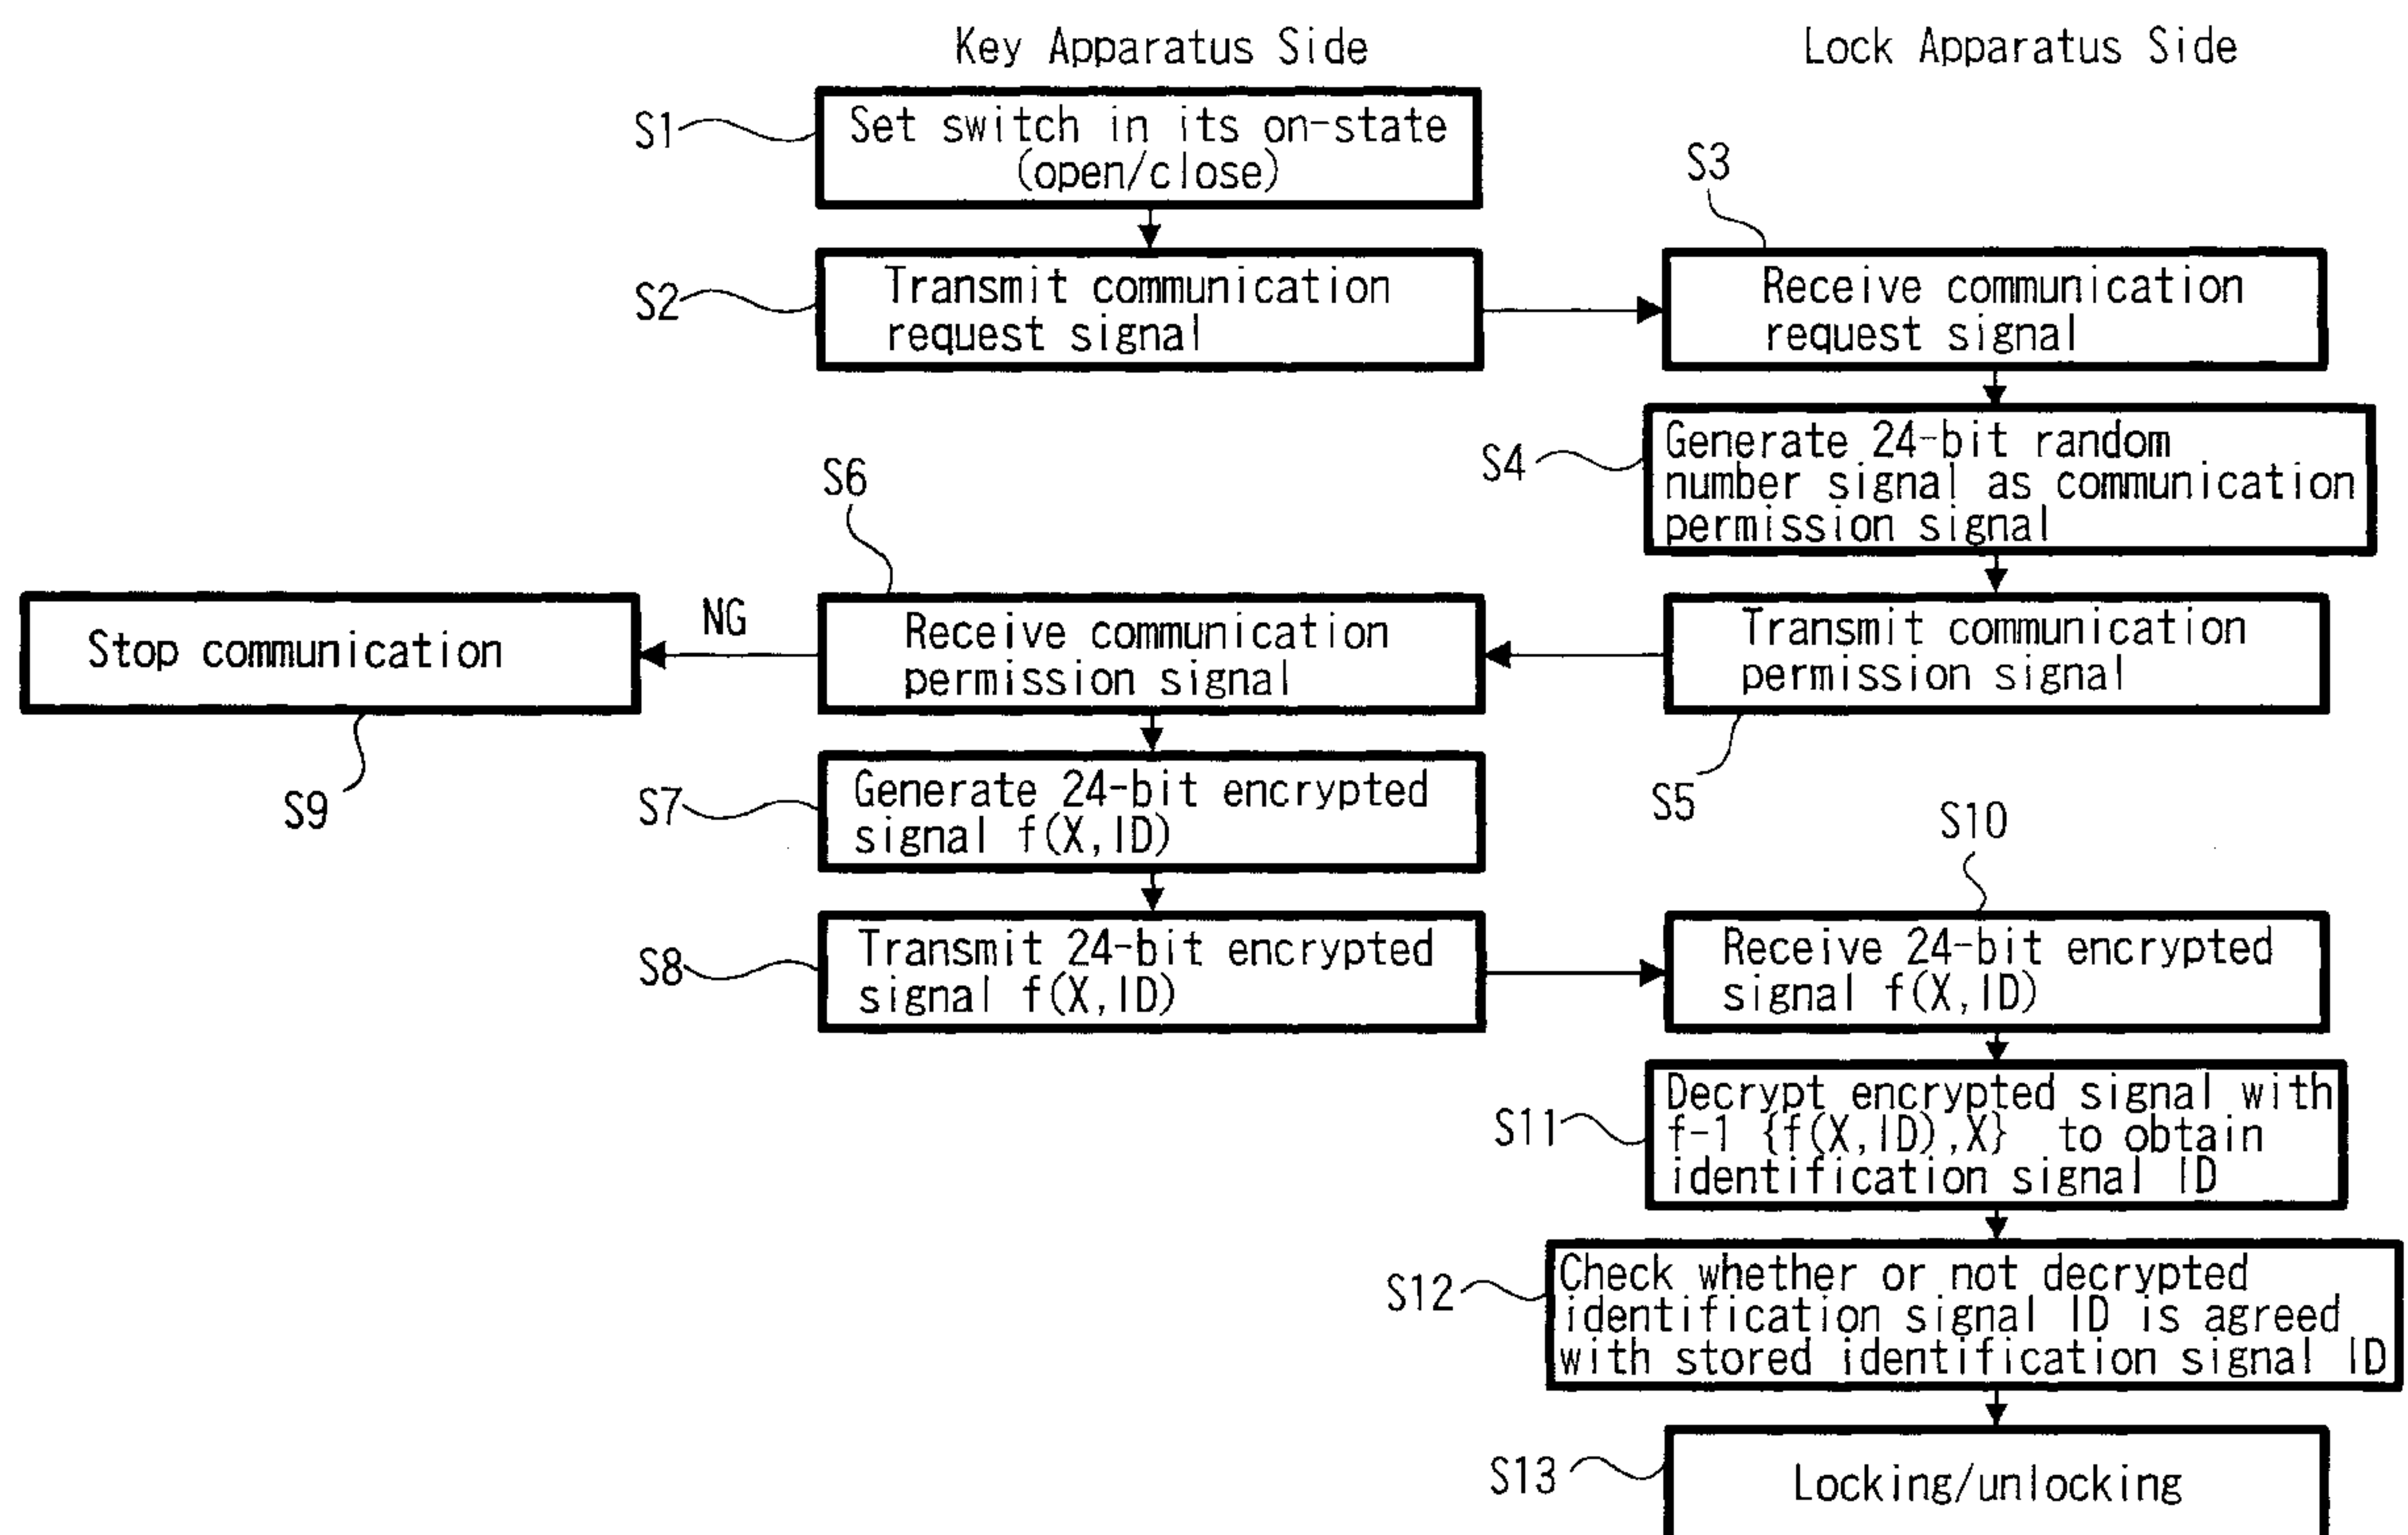 Key Apparatus Side
Lock Apparatus Side
S1
Set switch in its on-state
(open/close)
S2
Transmit communication
request signal
S3
Receive communication
request signal
S4
Generate 24-bit random
number signal as communication
permission signal
S5
Transmit communication
permission signal
S6
Receive communication
permission signal
NG
Stop communication
S9
S7
Generate 24-bit encrypted
signal f(X,ID)
S8
Transmit 24-bit encrypted
signal f(X,ID)
S10
Receive 24-bit encrypted
signal f(X,ID)
S11
Decrypt encrypted signal with
f-1 {f(X,ID),X} to obtain
identification signal ID
S12
Check whether or not decrypted
identification signal ID is agreed
with stored identification signal ID
S13
Locking/unlocking